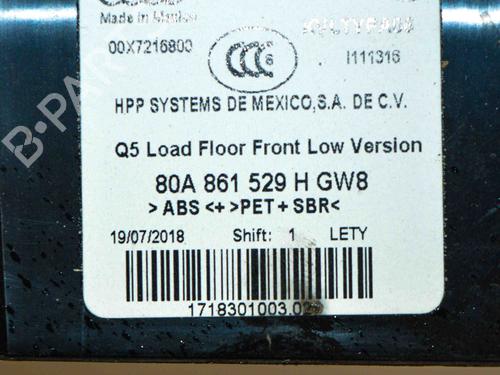 Made in Mexico
00X7216800
I111316
CCC
HPP SYSTEMS DE MEXICO,S.A. DE C.V.
Q5 Load Floor Front Low Version
80A 861 529 H GW8
>ABS<+>PET+SBR<
19/07/2018 Shift: 1 LETY